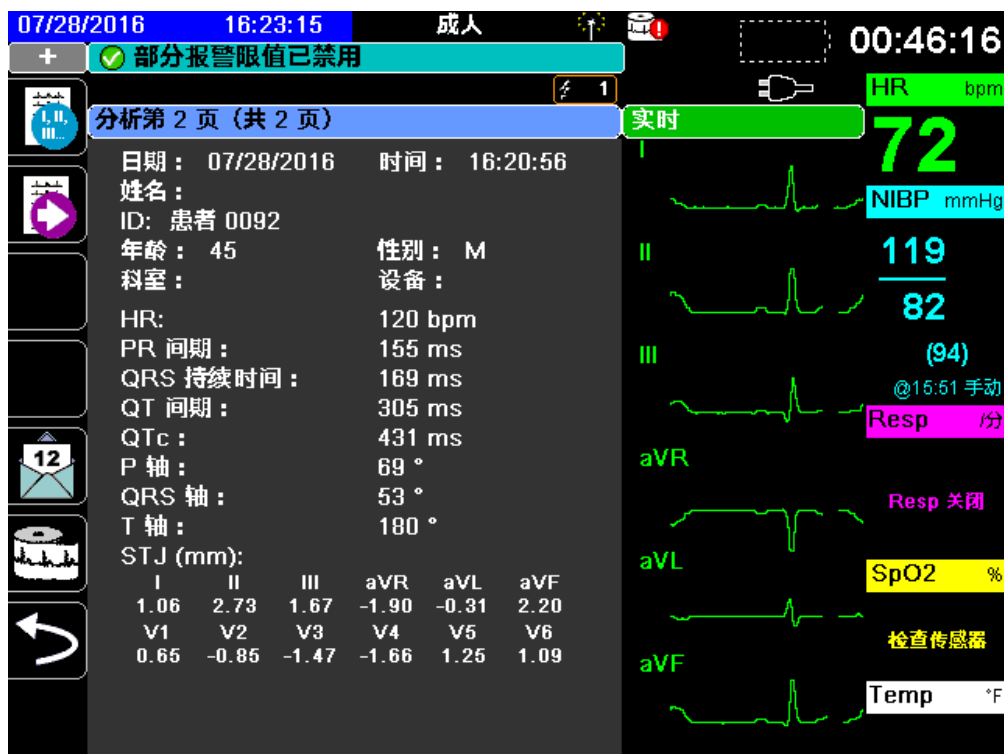 07/28/2016 16:23:15 成人
00:46:16
+ 部分报警限值已禁用
1
分析第 2 页（共 2 页）
日期： 07/28/2016 时间： 16:20:56
姓名：
ID: 患者 0092
年龄： 45 性别： M
科室： 设备：
HR: 120 bpm
PR 间期： 155 ms
QRS 持续时间： 169 ms
QT 间期： 305 ms
QTc： 431 ms
P 轴： 69 °
QRS 轴： 53 °
T 轴： 180 °
STJ (mm):
I II III aVR aVL aVF
1.06 2.73 1.67 -1.90 -0.31 2.20
V1 V2 V3 V4 V5 V6
0.65 -0.85 -1.47 -1.66 1.25 1.09
I, II, III...
12
实时
I
II
III
aVR
aVL
aVF
HR bpm
72
NIBP mmHg
119
82
(94)
@15:51 手动
Resp /分
Resp 关闭
SpO2 %
检查传感器
Temp °F